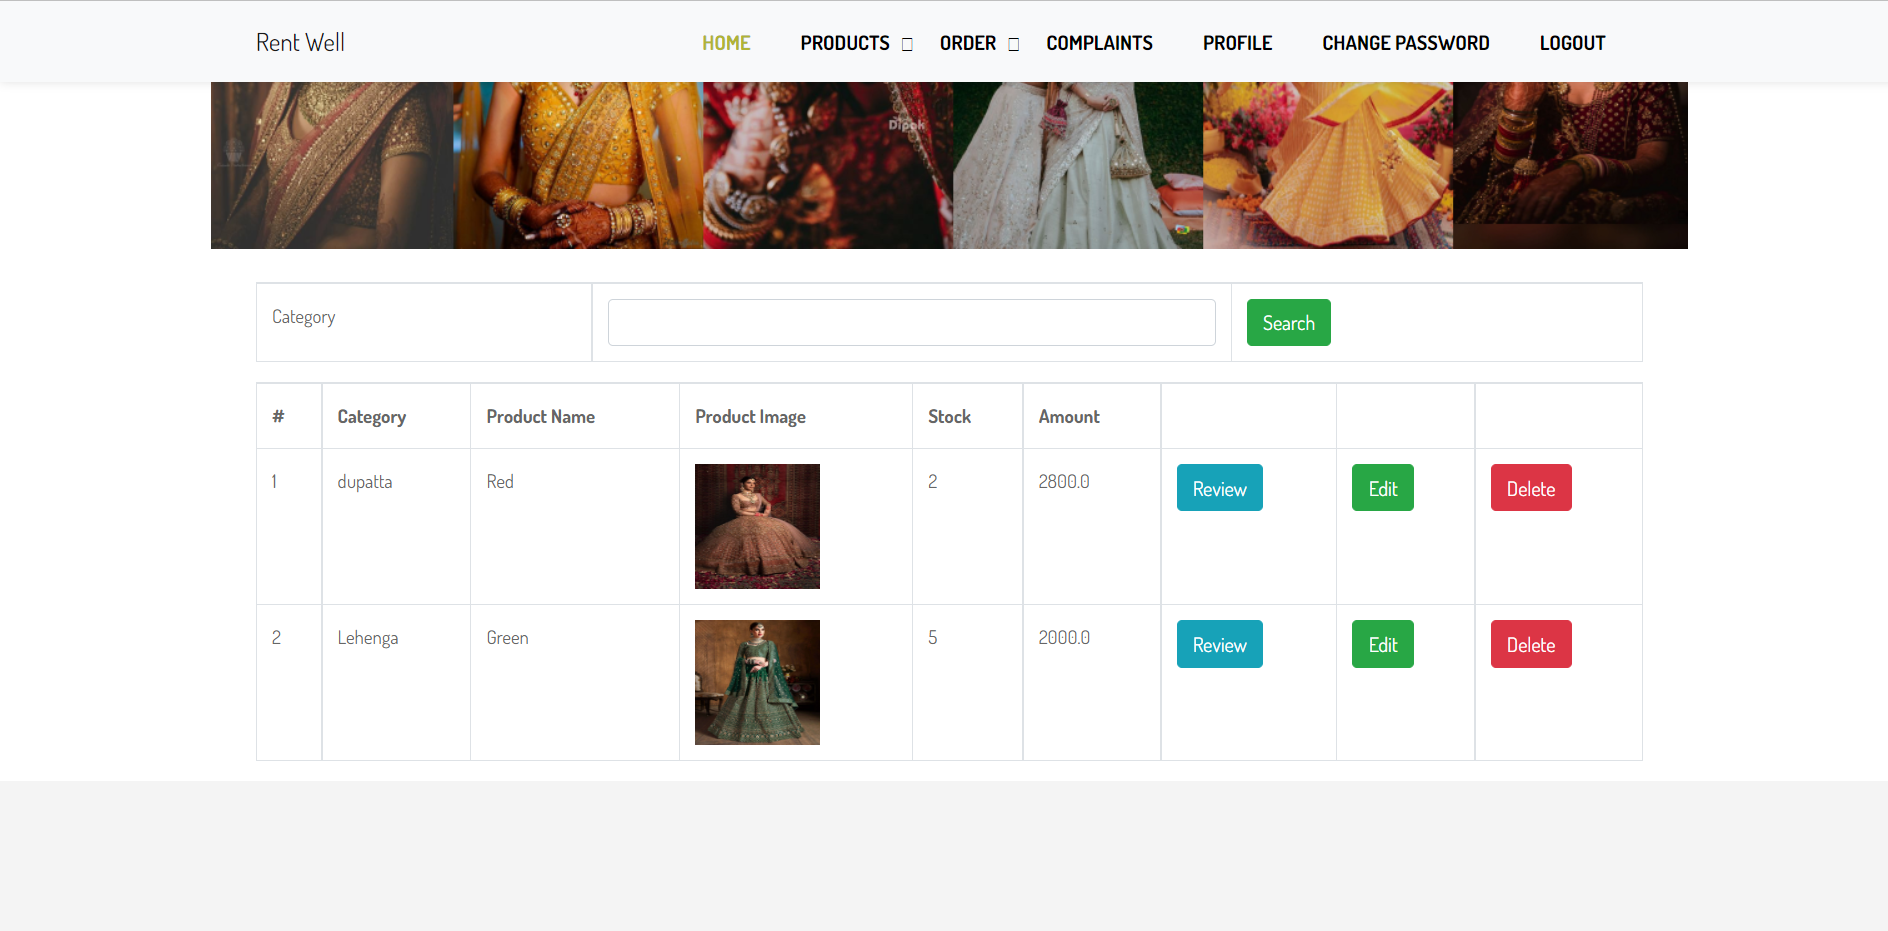 Rent Well HOME PRODUCTS ORDER COMPLAINTS PROFILE CHANGE PASSWORD LOGOUT
Dipak
Category Search
# Category Product Name Product Image Stock Amount
1 dupatta Red 2 2800.0 Review Edit Delete
2 Lehenga Green 5 2000.0 Review Edit Delete